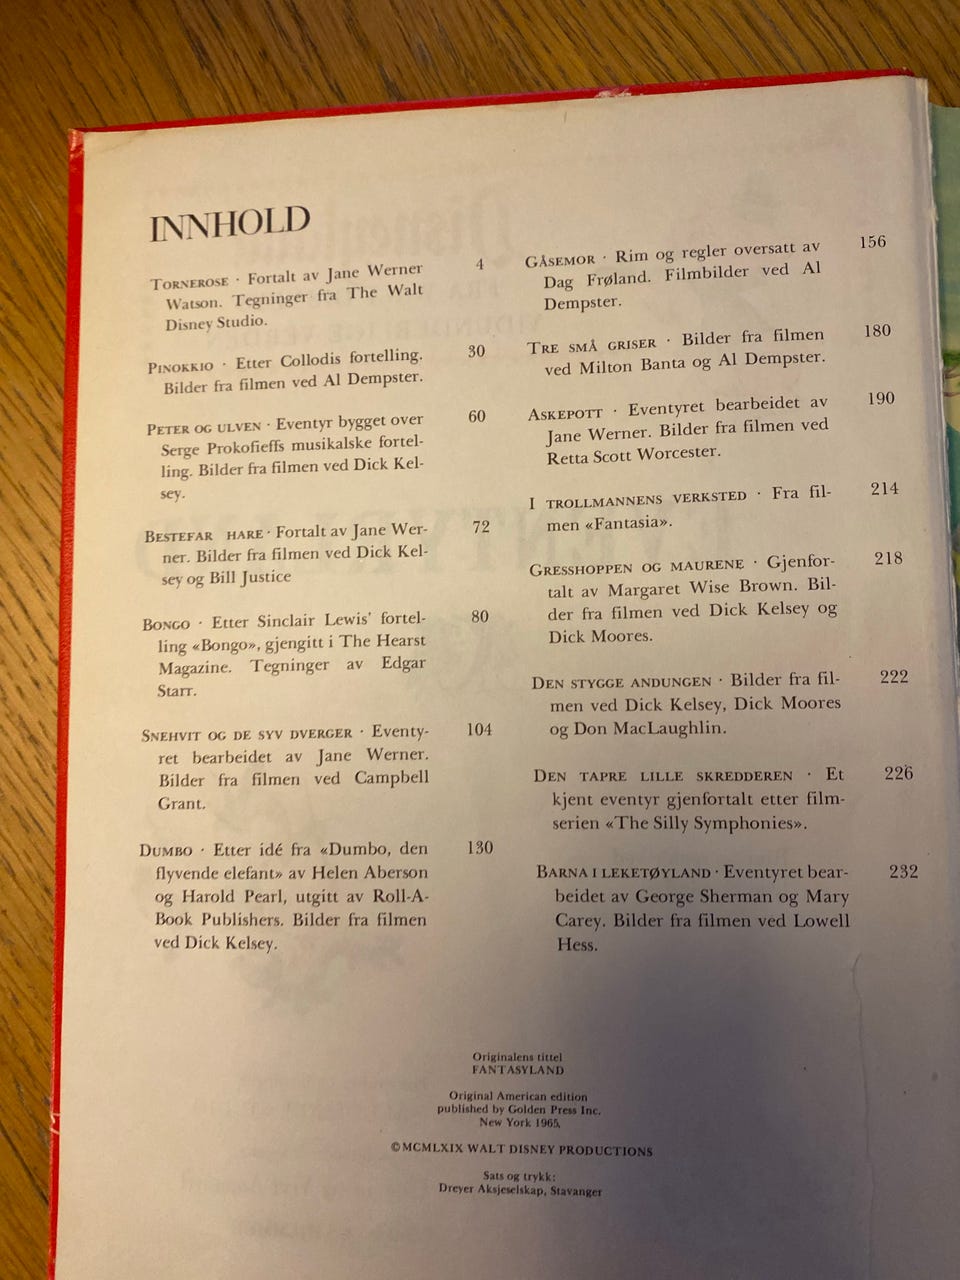 INNHOLD
TORNEROSE · Fortalt av Jane Werner 4
Watson. Tegninger fra The Walt
Disney Studio.
PINOKKIO · Etter Collodis fortelling. 30
Bilder fra filmen ved Al Dempster.
PETER OG ULVEN · Eventyr bygget over 60
Serge Prokofieffs musikalske fortel-
ling. Bilder fra filmen ved Dick Kel-
sey.
BESTEFAR HARE · Fortalt av Jane Wer- 72
ner. Bilder fra filmen ved Dick Kel-
sey og Bill Justice
BONGO · Etter Sinclair Lewis' fortel- 80
ling «Bongo», gjengitt i The Hearst
Magazine. Tegninger av Edgar
Starr.
SNEHVIT OG DE SYV DVERGER · Eventy- 104
ret bearbeidet av Jane Werner.
Bilder fra filmen ved Campbell
Grant.
DUMBO · Etter idé fra «Dumbo, den 130
flyvende elefant» av Helen Aberson
og Harold Pearl, utgitt av Roll-A-
Book Publishers. Bilder fra filmen
ved Dick Kelsey.
GÅSEMOR · Rim og regler oversatt av 156
Dag Frøland. Filmbilder ved Al
Dempster.
TRE SMÅ GRISER · Bilder fra filmen 180
ved Milton Banta og Al Dempster.
ASKEPOTT · Eventyret bearbeidet av 190
Jane Werner. Bilder fra filmen ved
Retta Scott Worcester.
I TROLLMANNENS VERKSTED · Fra fil- 214
men «Fantasia».
GRESSHOPPEN OG MAURENE · Gjenfor- 218
talt av Margaret Wise Brown. Bil-
der fra filmen ved Dick Kelsey og
Dick Moores.
DEN STYGGE ANDUNGEN · Bilder fra fil- 222
men ved Dick Kelsey, Dick Moores
og Don MacLaughlin.
DEN TAPRE LILLE SKREDDEREN · Et 226
kjent eventyr gjenfortalt etter film-
serien «The Silly Symphonies».
BARNA I LEKETØYLAND · Eventyret bear- 232
beidet av George Sherman og Mary
Carey. Bilder fra filmen ved Lowell
Hess.
Originalens tittel
FANTASYLAND
Original American edition
published by Golden Press Inc.
New York 1965.
©MCMLXIX WALT DISNEY PRODUCTIONS
Sats og trykk:
Dreyer Aksjeselskap, Stavanger